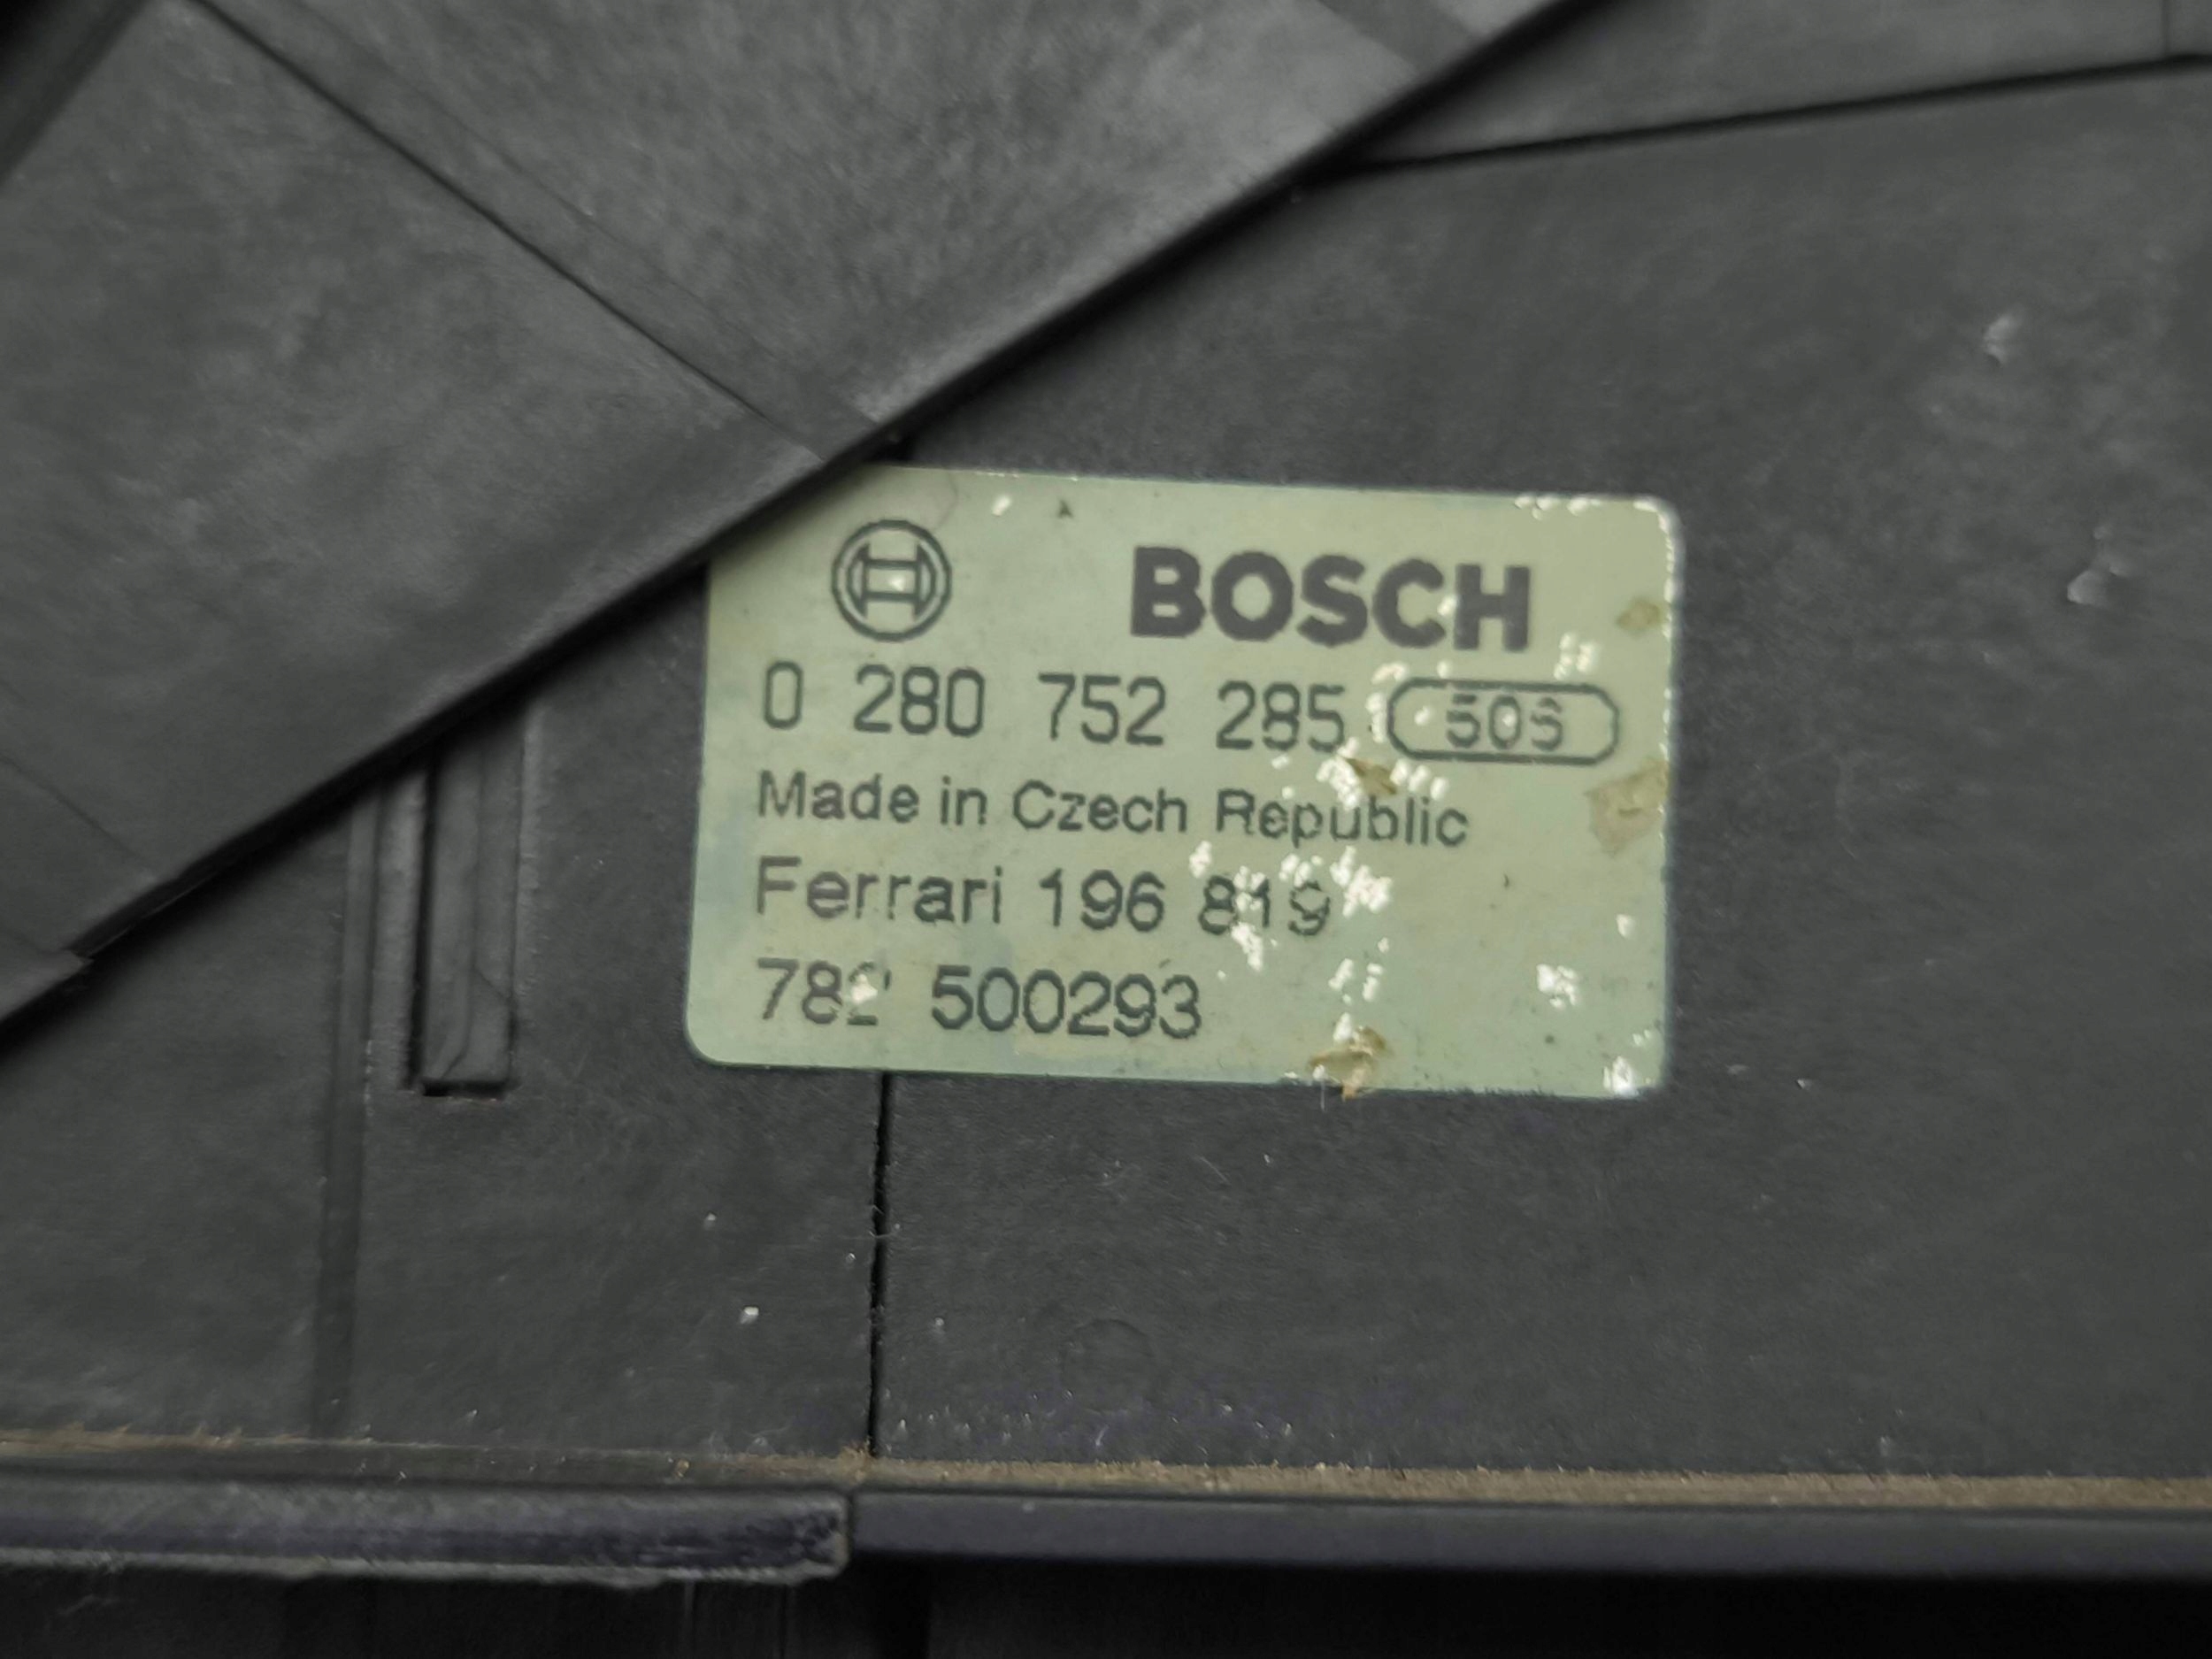 BOSCH
0 280 752 285 506
Made in Czech Republic
Ferrari 196 819
782 500293